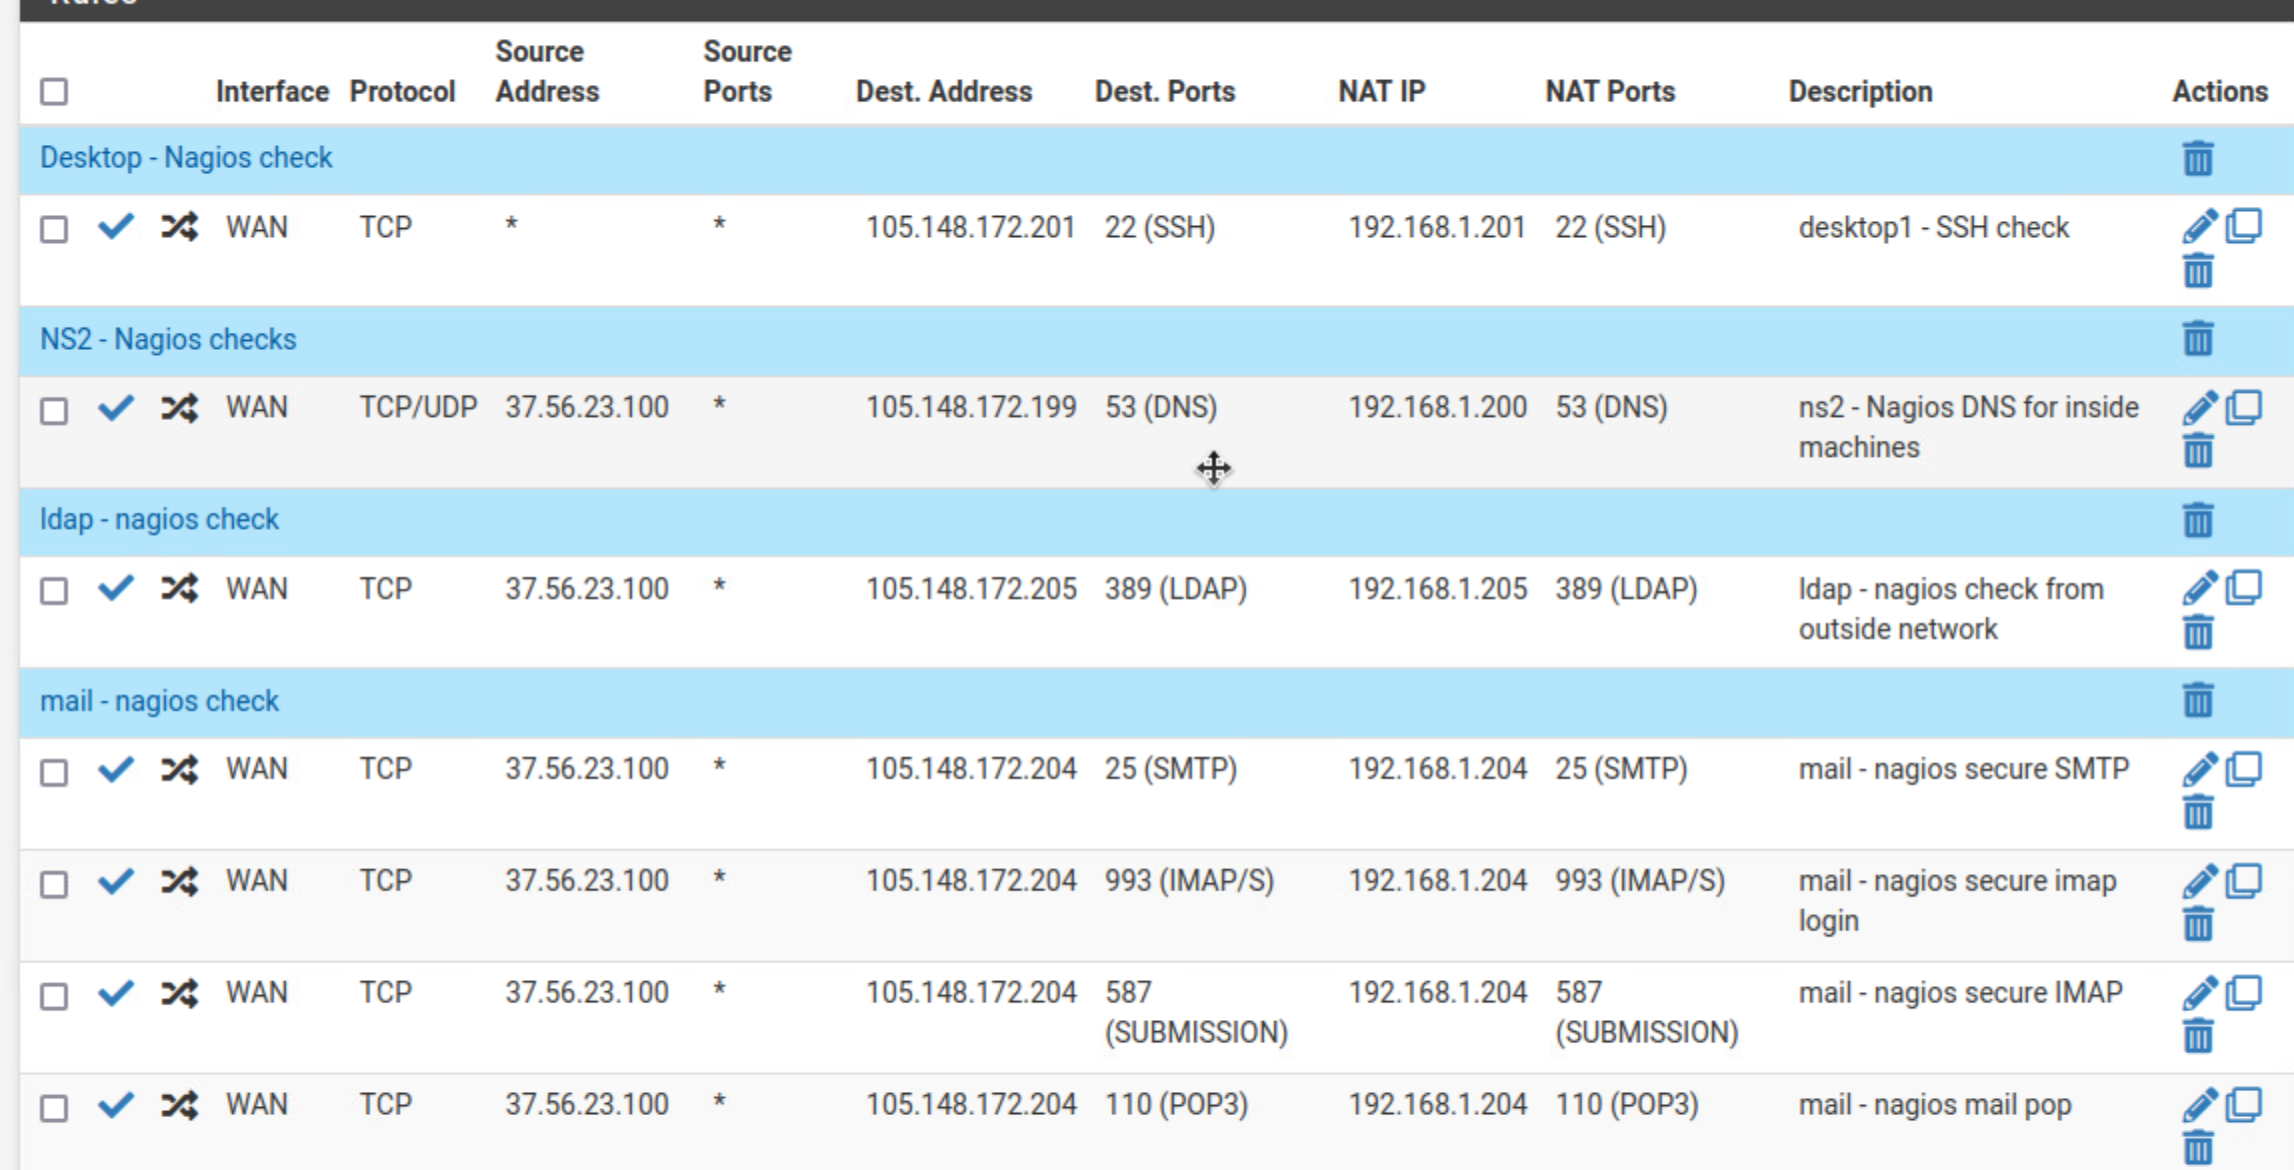 Rules
Source Source
Interface Protocol Address Ports Dest. Address Dest. Ports NAT IP NAT Ports Description Actions
Desktop - Nagios check
WAN TCP * * 105.148.172.201 22 (SSH) 192.168.1.201 22 (SSH) desktop1 - SSH check
NS2 - Nagios checks
WAN TCP/UDP 37.56.23.100 * 105.148.172.199 53 (DNS) 192.168.1.200 53 (DNS) ns2 - Nagios DNS for inside
machines
ldap - nagios check
WAN TCP 37.56.23.100 * 105.148.172.205 389 (LDAP) 192.168.1.205 389 (LDAP) ldap - nagios check from
outside network
mail - nagios check
WAN TCP 37.56.23.100 * 105.148.172.204 25 (SMTP) 192.168.1.204 25 (SMTP) mail - nagios secure SMTP
WAN TCP 37.56.23.100 * 105.148.172.204 993 (IMAP/S) 192.168.1.204 993 (IMAP/S) mail - nagios secure imap
login
WAN TCP 37.56.23.100 * 105.148.172.204 587 192.168.1.204 587 mail - nagios secure IMAP
(SUBMISSION) (SUBMISSION)
WAN TCP 37.56.23.100 * 105.148.172.204 110 (POP3) 192.168.1.204 110 (POP3) mail - nagios mail pop